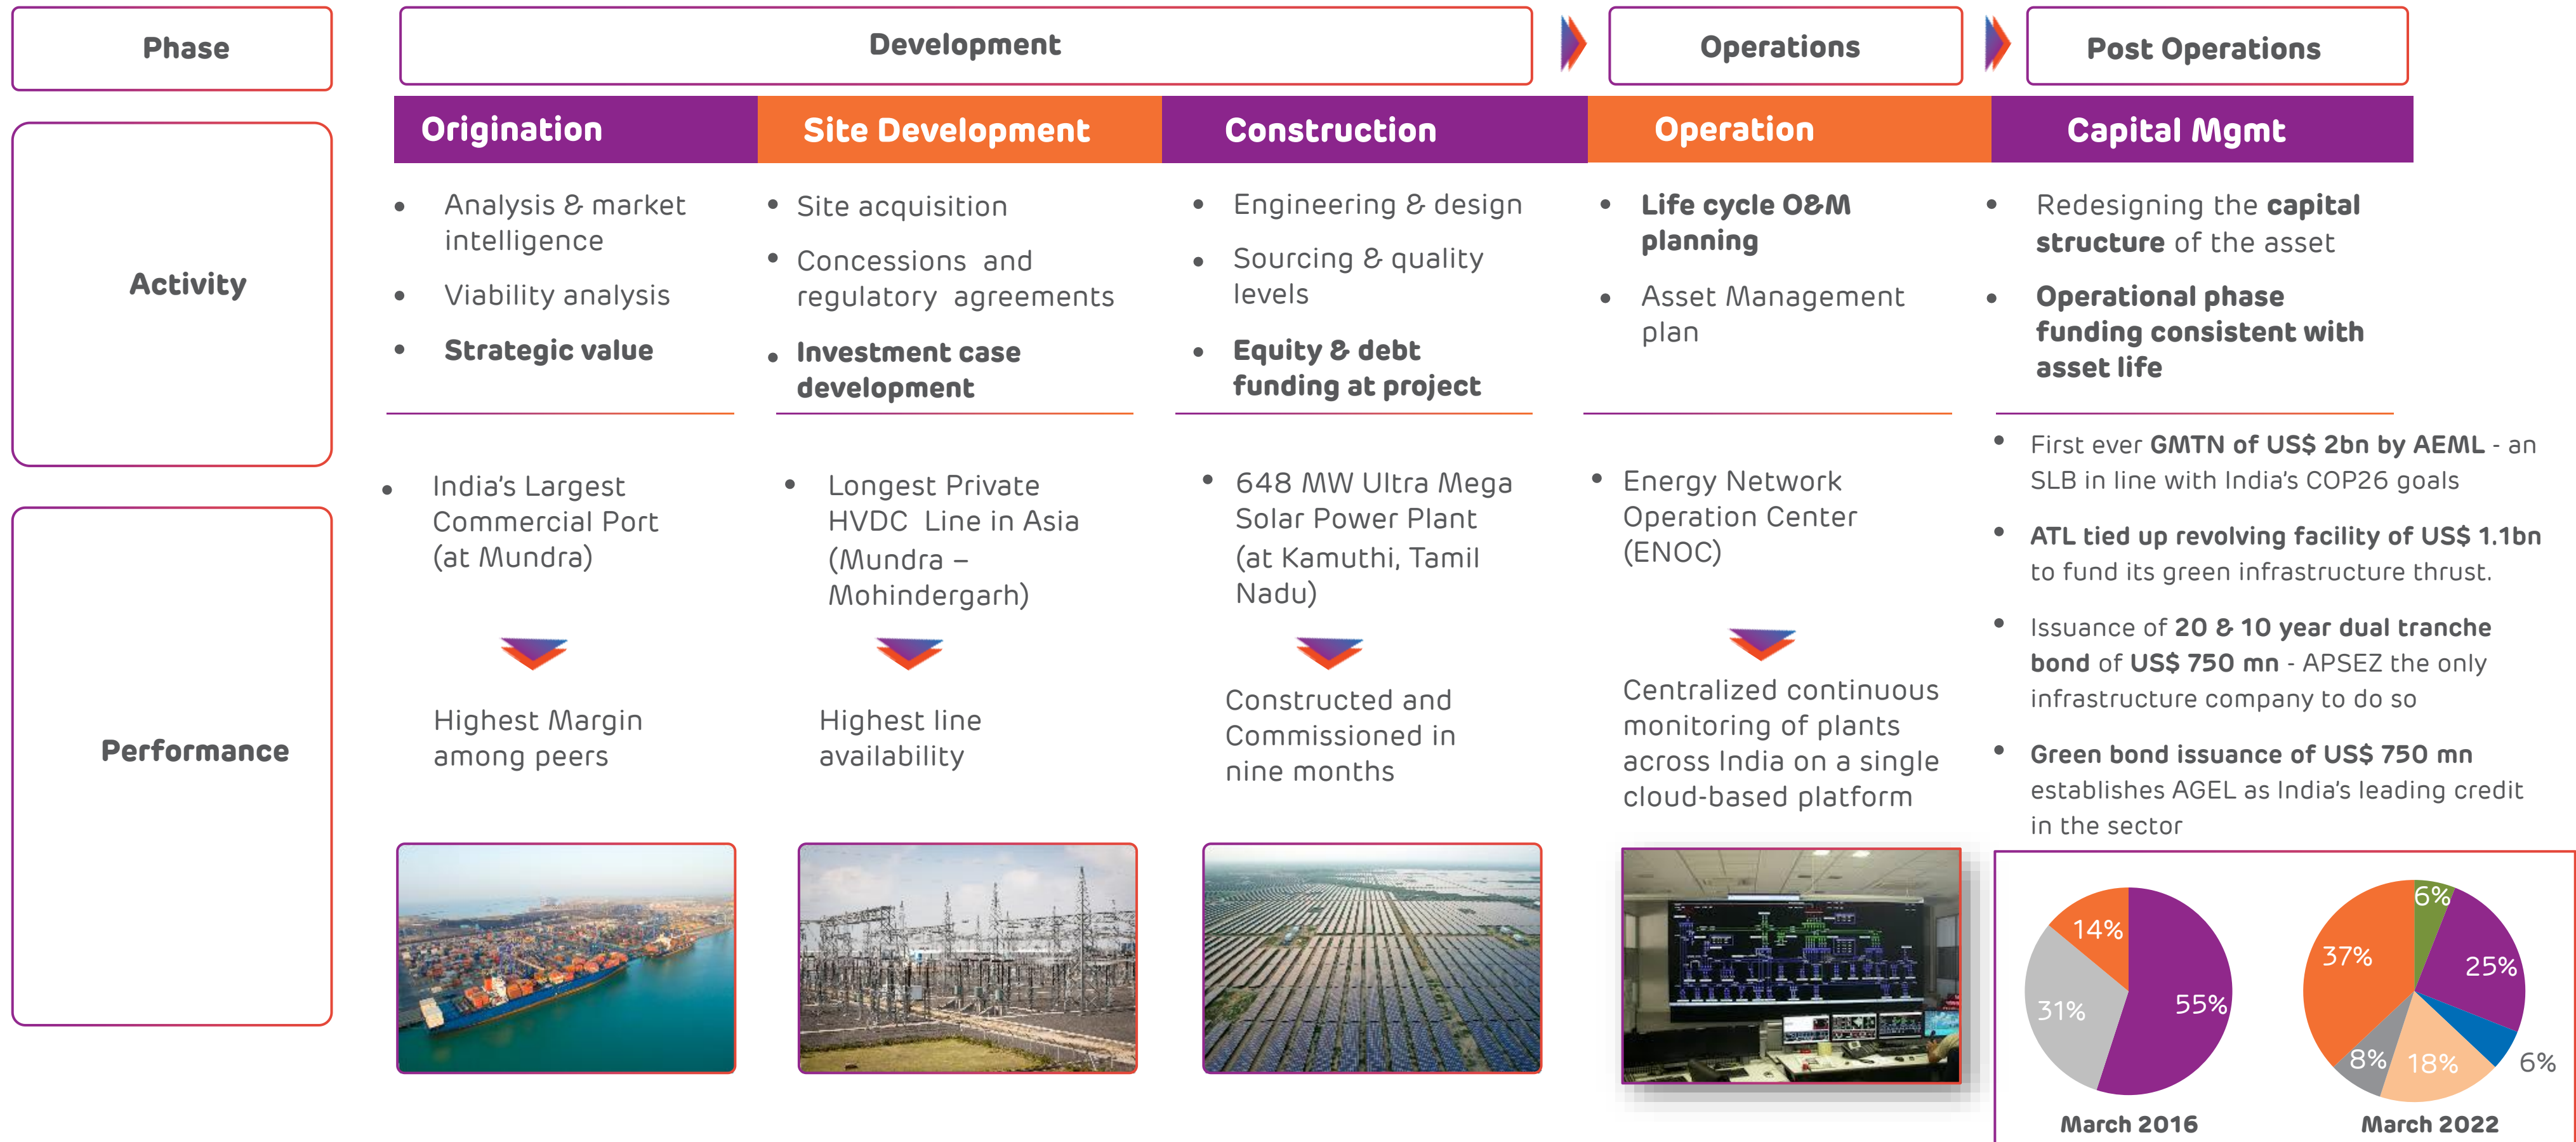 Phase
Development
Operations
Post Operations
Activity
Origination
Site Development
Construction
Operation
Capital Mgmt
• Analysis & market
intelligence
• Viability analysis
• Strategic value
• Site acquisition
• Concessions and
regulatory agreements
• Investment case
development
• Engineering & design
• Sourcing & quality
levels
• Equity & debt
funding at project
• Life cycle O&M
planning
• Asset Management
plan
• Redesigning the capital
structure of the asset
• Operational phase
funding consistent with
asset life
Performance
• India's Largest
Commercial Port
(at Mundra)
Highest Margin
among peers
• Longest Private
HVDC Line in Asia
(Mundra –
Mohindergarh)
Highest line
availability
• 648 MW Ultra Mega
Solar Power Plant
(at Kamuthi, Tamil
Nadu)
Constructed and
Commissioned in
nine months
• Energy Network
Operation Center
(ENOC)
Centralized continuous
monitoring of plants
across India on a single
cloud-based platform
• First ever GMTN of US$ 2bn by AEML - an
SLB in line with India's COP26 goals
• ATL tied up revolving facility of US$ 1.1bn
to fund its green infrastructure thrust.
• Issuance of 20 & 10 year dual tranche
bond of US$ 750 mn - APSEZ the only
infrastructure company to do so
• Green bond issuance of US$ 750 mn
establishes AGEL as India's leading credit
in the sector
14%
31%
55%
March 2016
6%
37%
25%
8%
18%
6%
March 2022